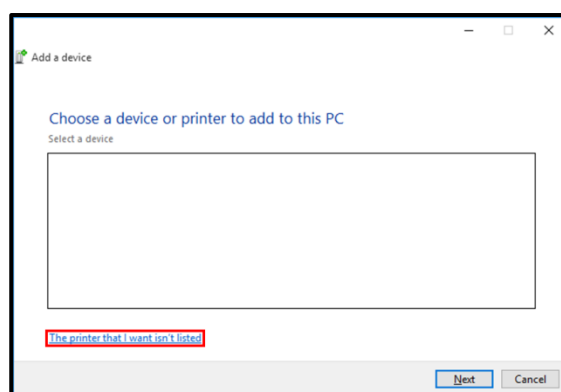 Add a device
Choose a device or printer to add to this PC
Select a device
The printer that I want isn't listed
Next Cancel